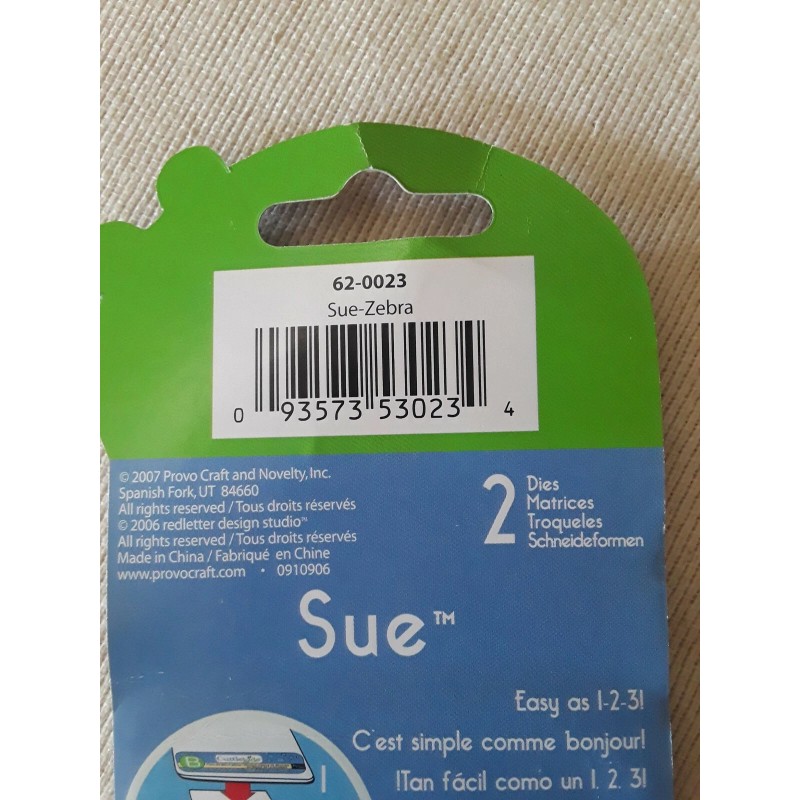 62-0023
Sue-Zebra
0 93573 53023 4
© 2007 Provo Craft and Novelty, Inc.
Spanish Fork, UT 84660
All rights reserved / Tous droits réservés
© 2006 redletter design studio™
All rights reserved / Tous droits réservés
Made in China / Fabriqué en Chine
www.provocraft.com • 0910906
2 Dies
Matrices
Troqueles
Schneideformen
Sue™
Easy as 1-2-3!
C'est simple comme bonjour!
!Tan fácil como un 1, 2, 3!
B
1